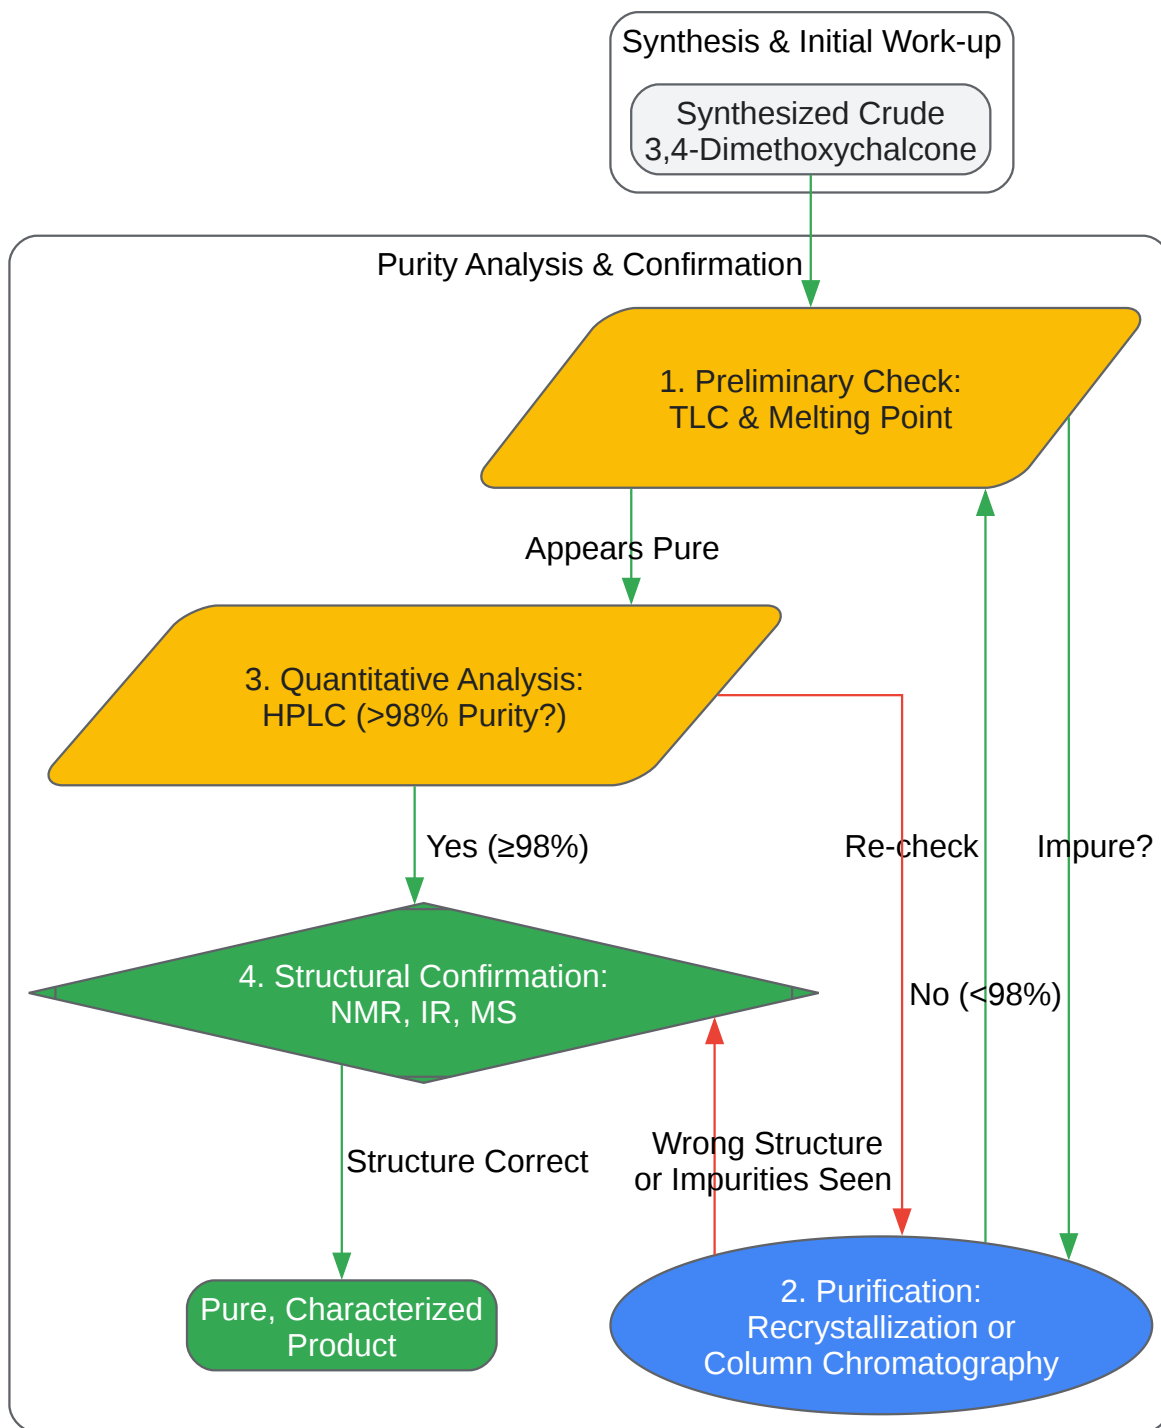 Synthesis & Initial Work-up
Synthesized Crude
3,4-Dimethoxychalcone
Purity Analysis & Confirmation
1. Preliminary Check:
TLC & Melting Point
Appears Pure
3. Quantitative Analysis:
HPLC (>98% Purity?)
Yes (≥98%)
Re-check
Impure?
4. Structural Confirmation:
NMR, IR, MS
No (<98%)
Structure Correct
Wrong Structure
or Impurities Seen
Pure, Characterized
Product
2. Purification:
Recrystallization or
Column Chromatography